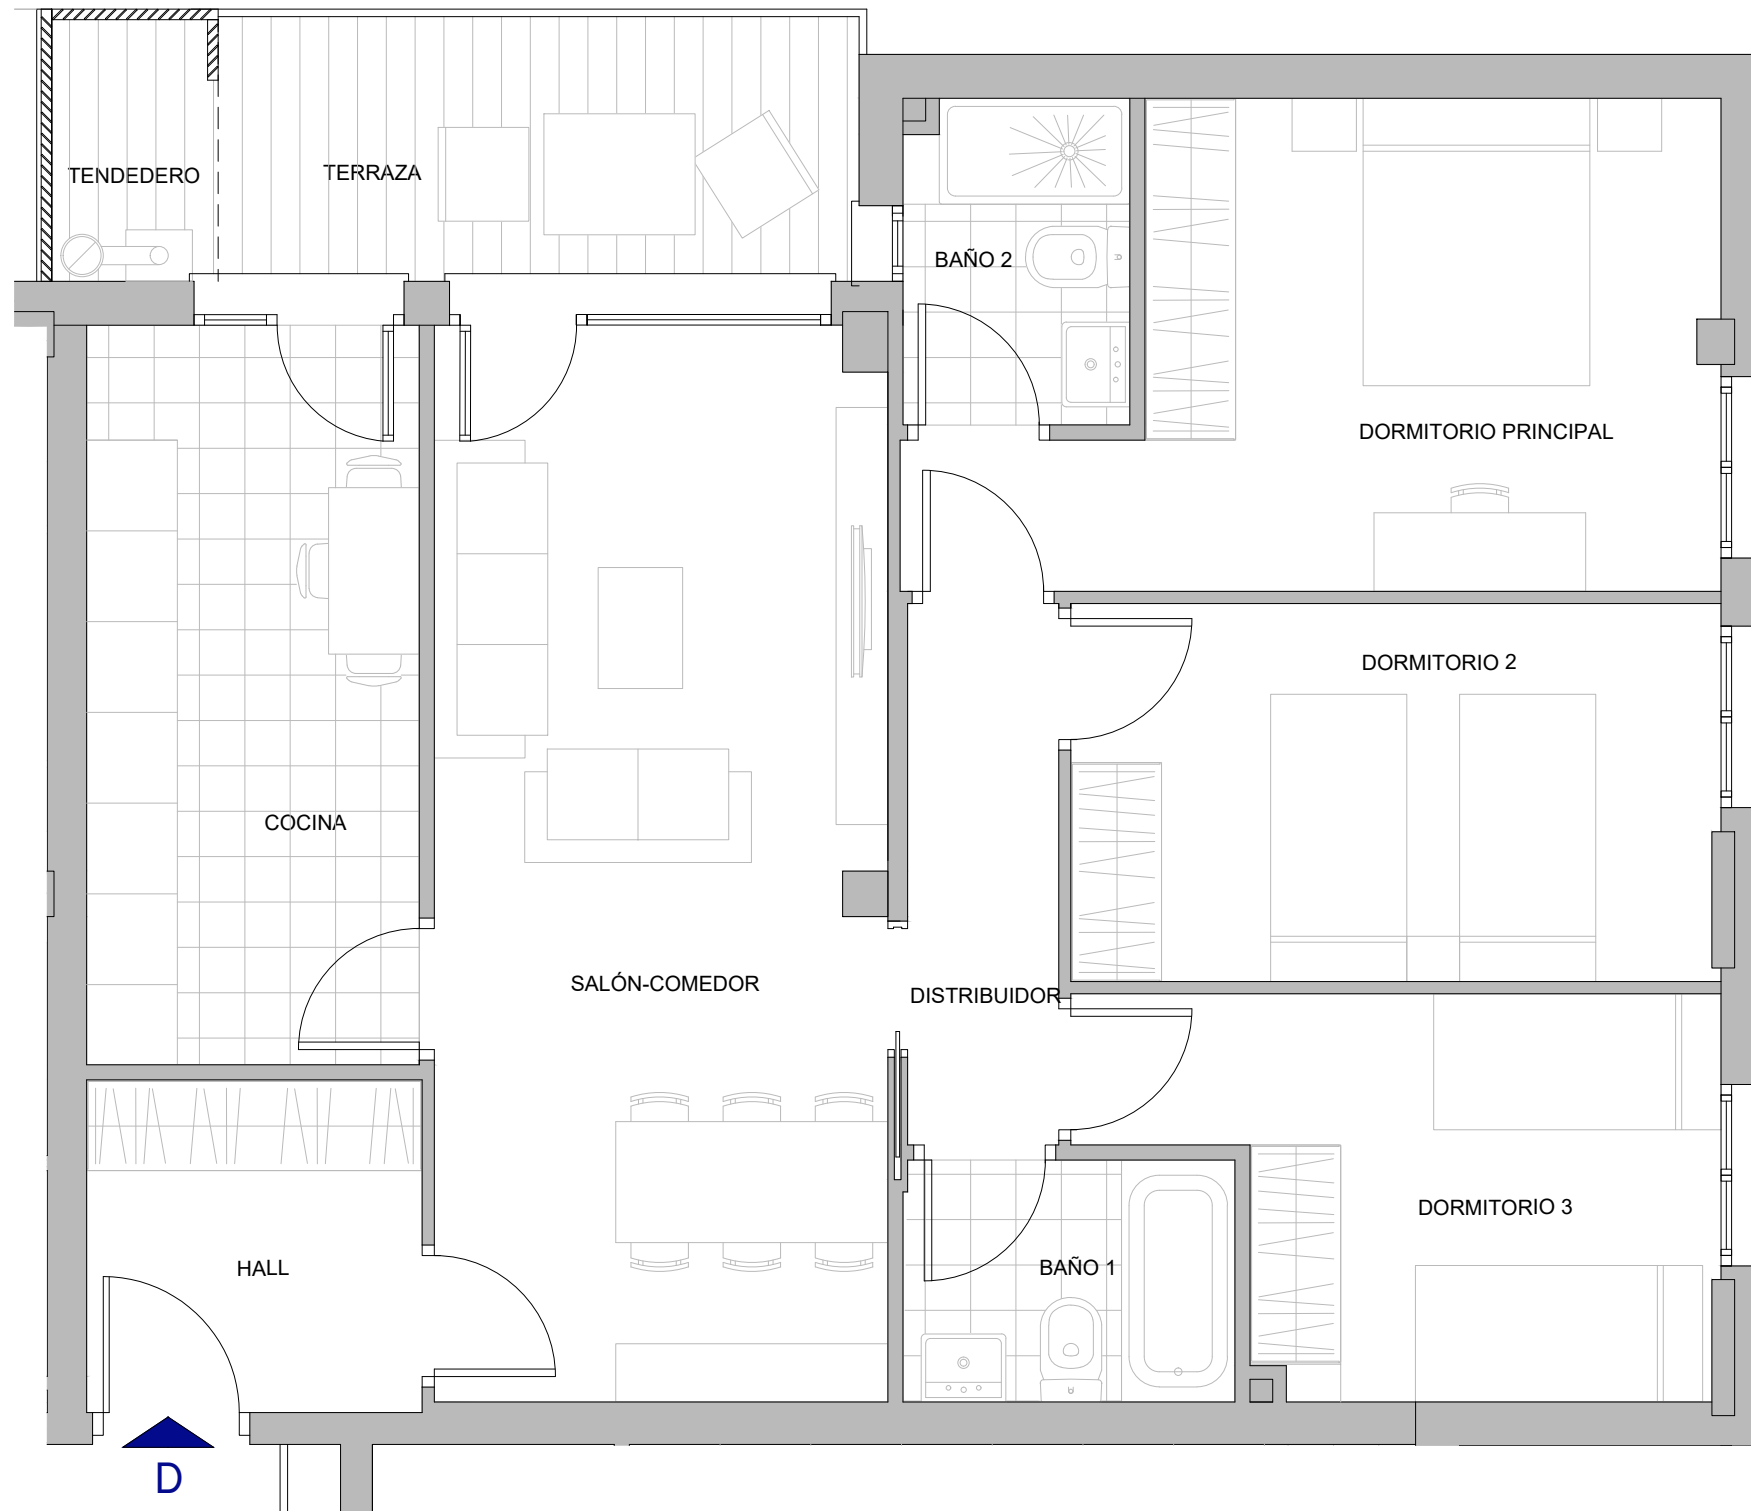 TENDEDERO
TERRAZA
BAÑO 2
DORMITORIO PRINCIPAL
DORMITORIO 2
COCINA
SALÓN-COMEDOR
DISTRIBUIDOR
DORMITORIO 3
HALL
BAÑO 1
D